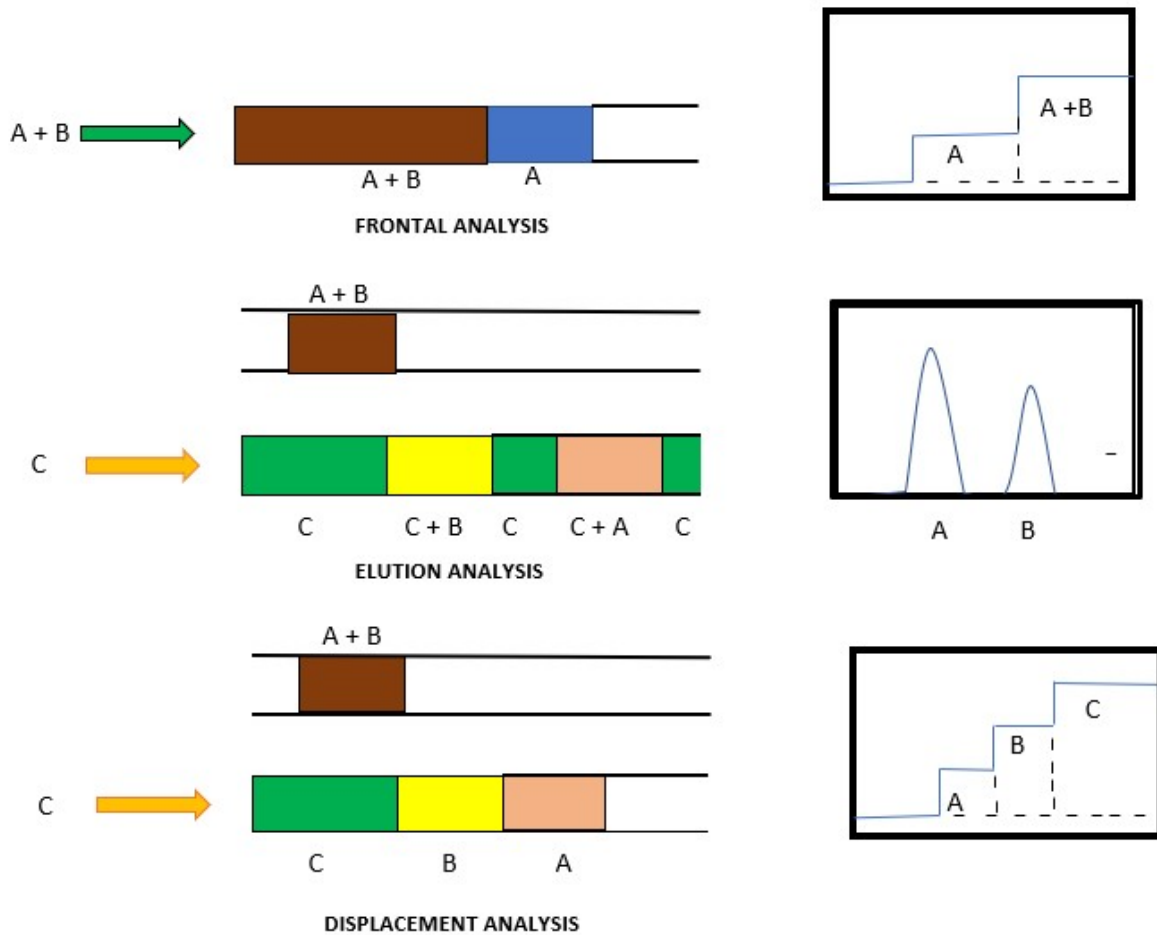 A + B
A + B
A
A
A +B
FRONTAL ANALYSIS
A + B
C
C
C + B
C
C + A
C
A
B
ELUTION ANALYSIS
A + B
C
C
B
A
A
B
C
DISPLACEMENT ANALYSIS